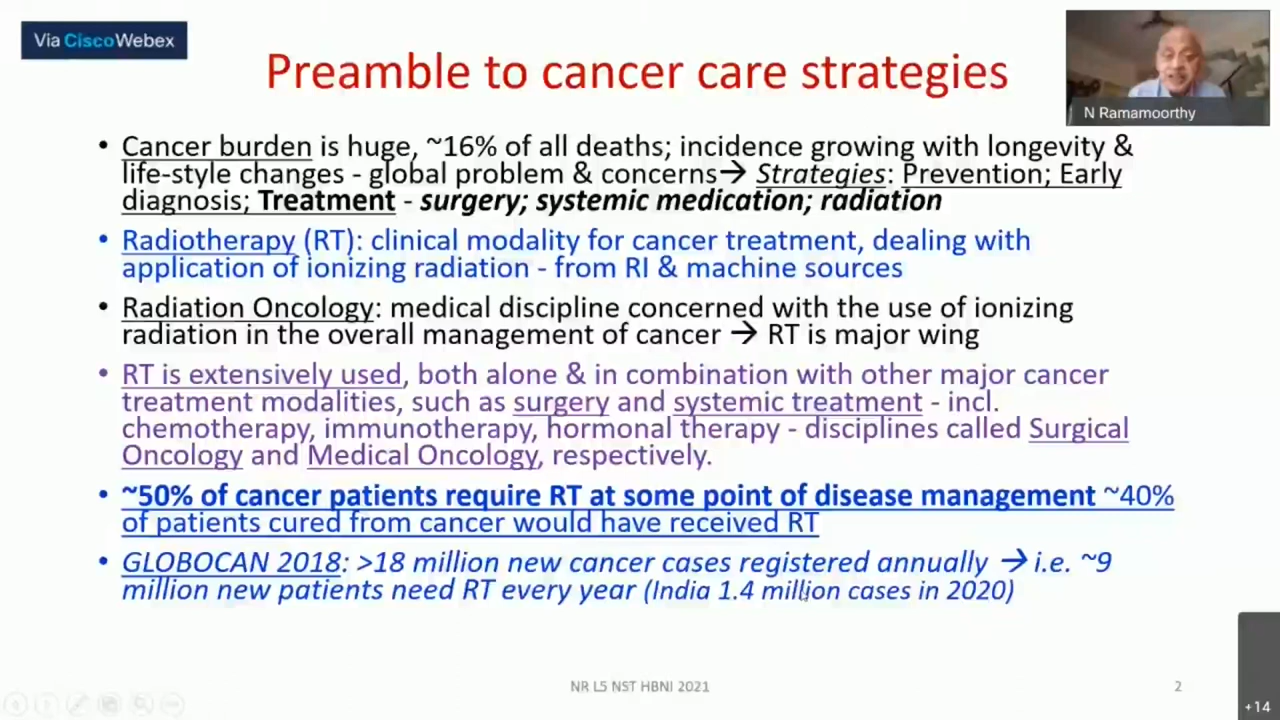 Via Cisco Webex
Preamble to cancer care strategies
N Ramamoorthy
• Cancer burden is huge, ~16% of all deaths; incidence growing with longevity &
life-style changes - global problem & concerns→ Strategies: Prevention; Early
diagnosis; Treatment - surgery; systemic medication; radiation
• Radiotherapy (RT): clinical modality for cancer treatment, dealing with
application of ionizing radiation - from RI & machine sources
• Radiation Oncology: medical discipline concerned with the use of ionizing
radiation in the overall management of cancer → RT is major wing
• RT is extensively used, both alone & in combination with other major cancer
treatment modalities, such as surgery and systemic treatment - incl.
chemotherapy, immunotherapy, hormonal therapy - disciplines called Surgical
Oncology and Medical Oncology, respectively.
• ~50% of cancer patients require RT at some point of disease management ~40%
of patients cured from cancer would have received RT
• GLOBOCAN 2018: >18 million new cancer cases registered annually → i.e. ~9
million new patients need RT every year (India 1.4 million cases in 2020)
NR L5 NST HBNI 2021
2
+14